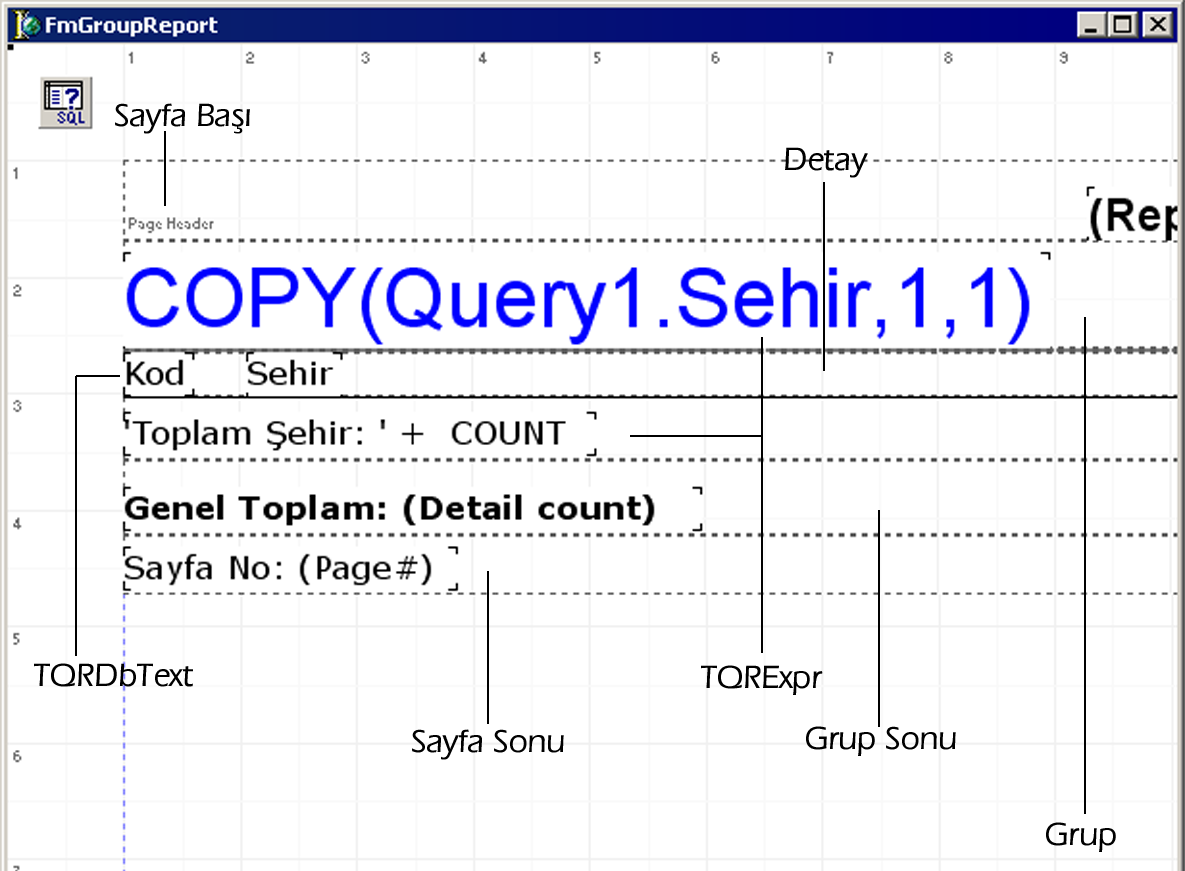 FmGroupReport
1 2 3 4 5 6 7 8 9
SQL
Sayfa Başı
Detay
1
Page Header
(Rep
2
COPY(Query1.Sehir,1,1)
Kod Sehir
3
'Toplam Şehir: ' + COUNT
Genel Toplam: (Detail count)
4
Sayfa No: (Page#)
5
TQRDbText
TQRExpr
Sayfa Sonu
Grup Sonu
6
Grup